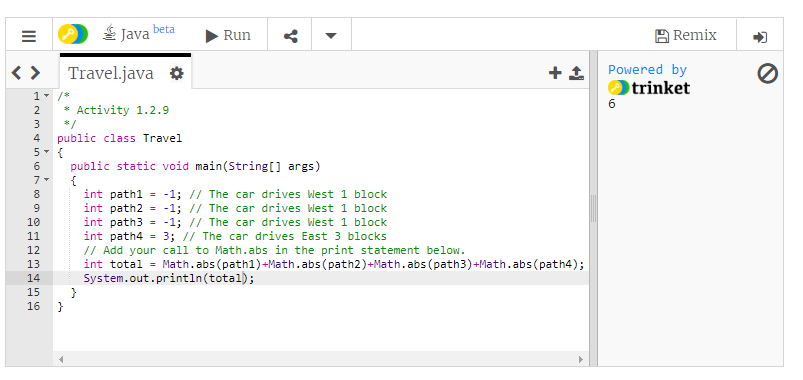 Java beta Run Remix
Travel.java
1 /*
2  * Activity 1.2.9
3  */
4 public class Travel
5 {
6   public static void main(String[] args)
7   {
8     int path1 = -1; // The car drives West 1 block
9     int path2 = -1; // The car drives West 1 block
10     int path3 = -1; // The car drives West 1 block
11     int path4 = 3; // The car drives East 3 blocks
12     // Add your call to Math.abs in the print statement below.
13     int total = Math.abs(path1)+Math.abs(path2)+Math.abs(path3)+Math.abs(path4);
14     System.out.println(total);
15   }
16 }
Powered by
trinket
6